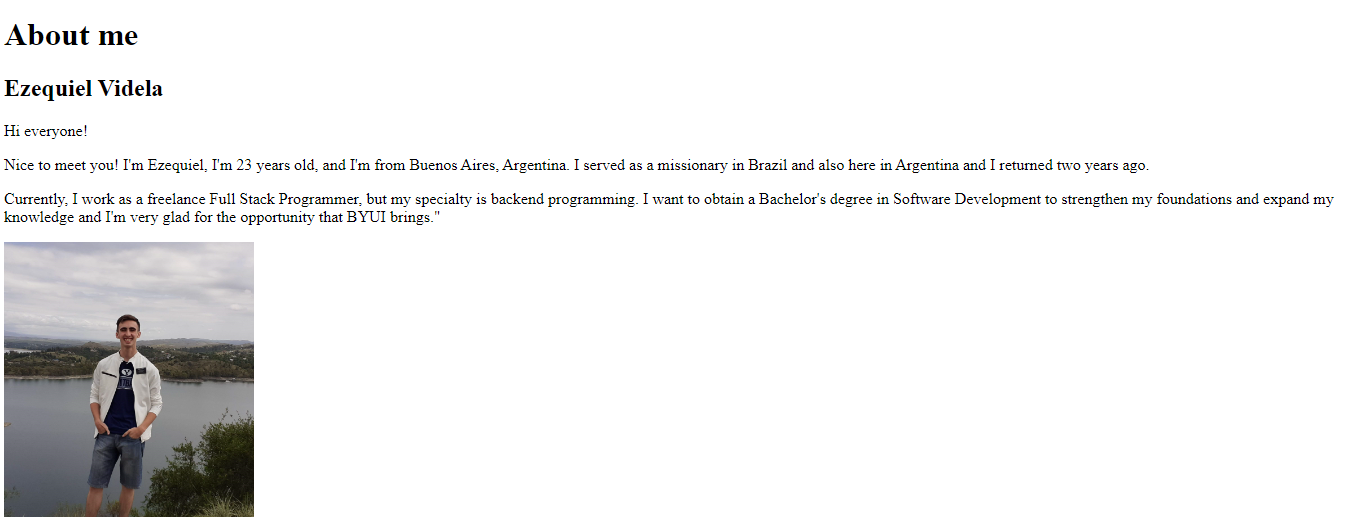 About me
Ezequiel Videla
Hi everyone!
Nice to meet you! I'm Ezequiel, I'm 23 years old, and I'm from Buenos Aires, Argentina. I served as a missionary in Brazil and also here in Argentina and I returned two years ago.
Currently, I work as a freelance Full Stack Programmer, but my specialty is backend programming. I want to obtain a Bachelor's degree in Software Development to strengthen my foundations and expand my
knowledge and I'm very glad for the opportunity that BYUI brings."